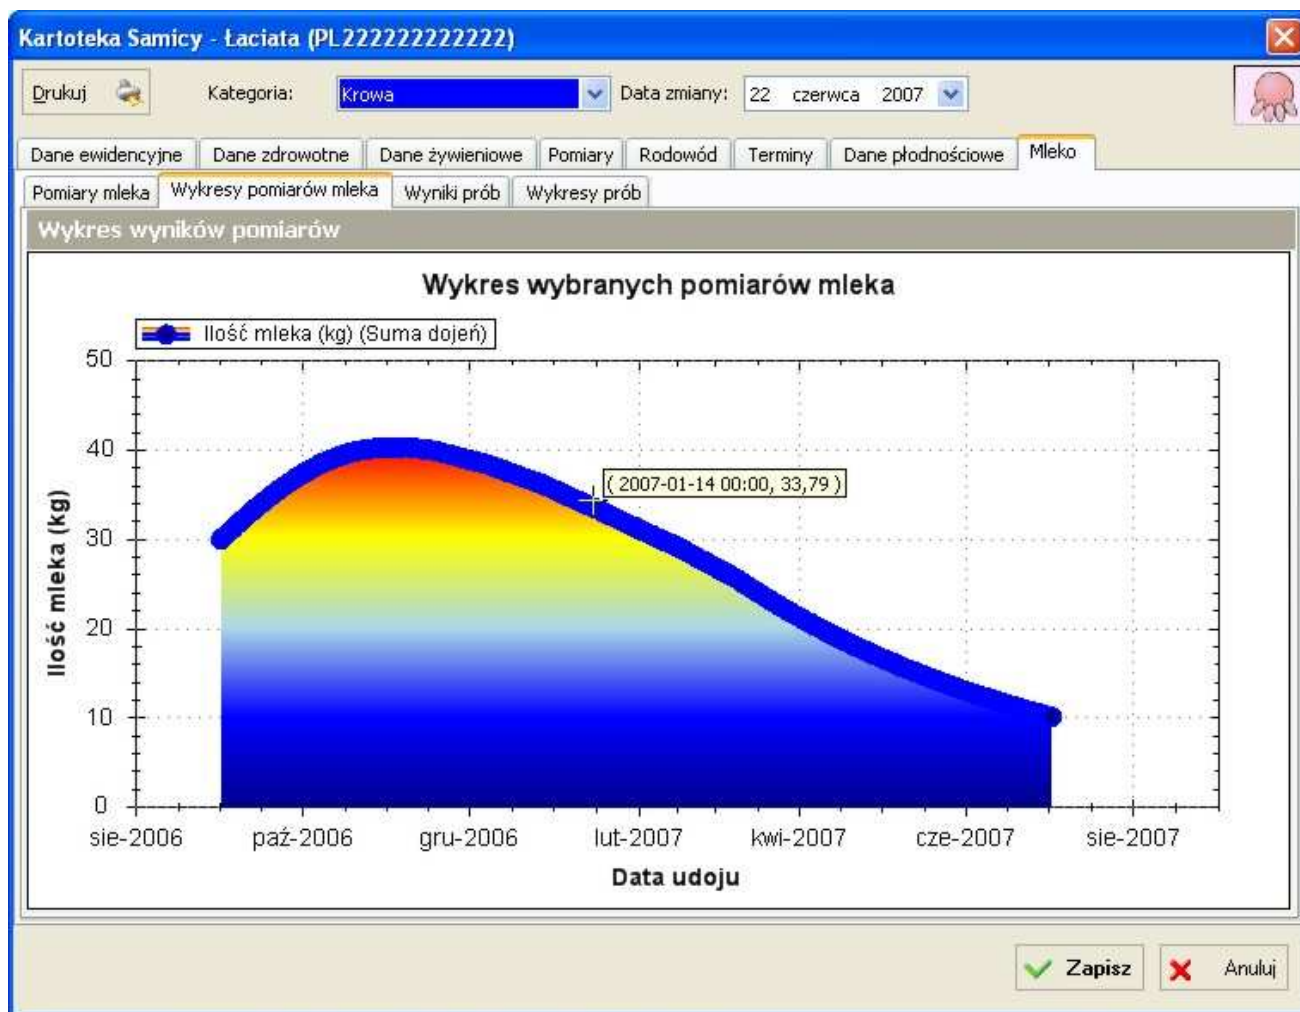 Kartoteka Samicy - Łaciata (PL222222222222)
Drukuj Kategoria: Krowa Data zmiany: 22 czerwca 2007
Dane ewidencyjne Dane zdrowotne Dane żywieniowe Pomiary Rodowód Terminy Dane płodnościowe Mleko
Pomiary mleka Wykresy pomiarów mleka Wyniki prób Wykresy prób
Wykres wyników pomiarów
Wykres wybranych pomiarów mleka
Ilość mleka (kg) (Suma dojeń)
50
40
( 2007-01-14 00:00, 33,79 )
30
20
10
0
Ilość mleka (kg)
sie-2006 paź-2006 gru-2006 lut-2007 kwi-2007 cze-2007 sie-2007
Data udoju
Zapisz Anuluj